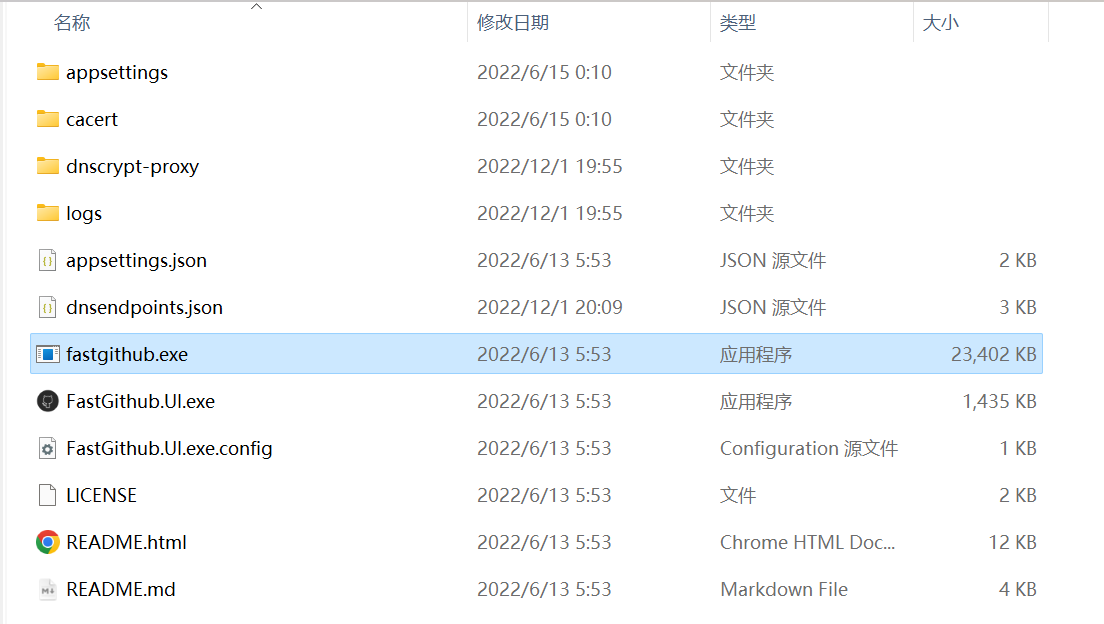 名称 修改日期 类型 大小
appsettings 2022/6/15 0:10 文件夹
cacert 2022/6/15 0:10 文件夹
dnscrypt-proxy 2022/12/1 19:55 文件夹
logs 2022/12/1 19:55 文件夹
appsettings.json 2022/6/13 5:53 JSON 源文件 2 KB
dnsendpoints.json 2022/12/1 20:09 JSON 源文件 3 KB
fastgithub.exe 2022/6/13 5:53 应用程序 23,402 KB
FastGithub.UI.exe 2022/6/13 5:53 应用程序 1,435 KB
FastGithub.UI.exe.config 2022/6/13 5:53 Configuration 源文件 1 KB
LICENSE 2022/6/13 5:53 文件 2 KB
README.html 2022/6/13 5:53 Chrome HTML Doc... 12 KB
README.md 2022/6/13 5:53 Markdown File 4 KB